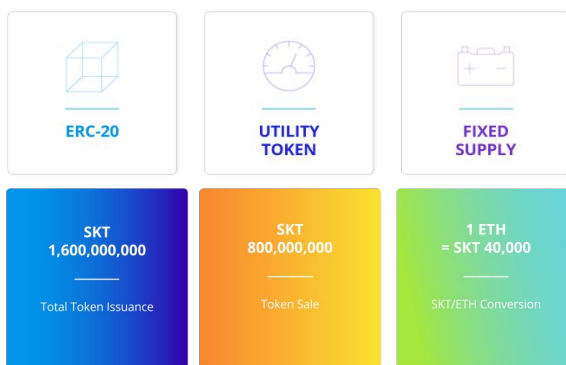 ERC-20
UTILITY
TOKEN
FIXED
SUPPLY
SKT
1,600,000,000
Total Token Issuance
SKT
800,000,000
Token Sale
1 ETH
= SKT 40,000
SKT/ETH Conversion